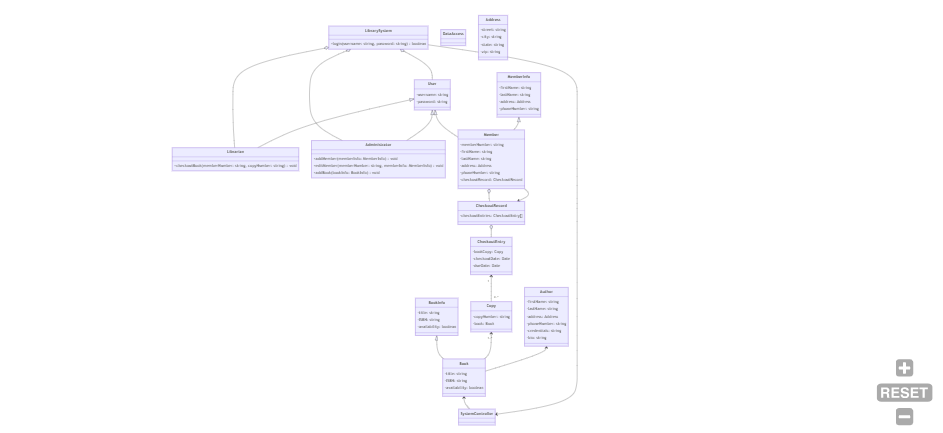 LibrarySystem
+login(username: string, password: string) : boolean
DataAccess
Address
-street: string
-city: string
-state: string
-zip: string
User
-username: string
-password: string
MemberInfo
-firstName: string
-lastName: string
-address: Address
-phoneNumber: string
Librarian
+checkoutBook(memberNumber: string, copyNumber: string) : void
Administrator
+addMember(memberInfo: MemberInfo) : void
+editMember(memberNumber: string, memberInfo: MemberInfo) : void
+addBook(bookInfo: BookInfo) : void
Member
-memberNumber: string
-firstName: string
-lastName: string
-address: Address
-phoneNumber: string
-checkoutRecord: CheckoutRecord
CheckoutRecord
-checkoutEntries: CheckoutEntry[]
CheckoutEntry
-bookCopy: Copy
-checkoutDate: Date
-dueDate: Date
BookInfo
-title: string
-ISBN: string
-availability: boolean
Copy
-copyNumber: string
-book: Book
Author
-firstName: string
-lastName: string
-address: Address
-phoneNumber: string
-credentials: string
-bio: string
Book
-title: string
-ISBN: string
-availability: boolean
SystemController
RESET